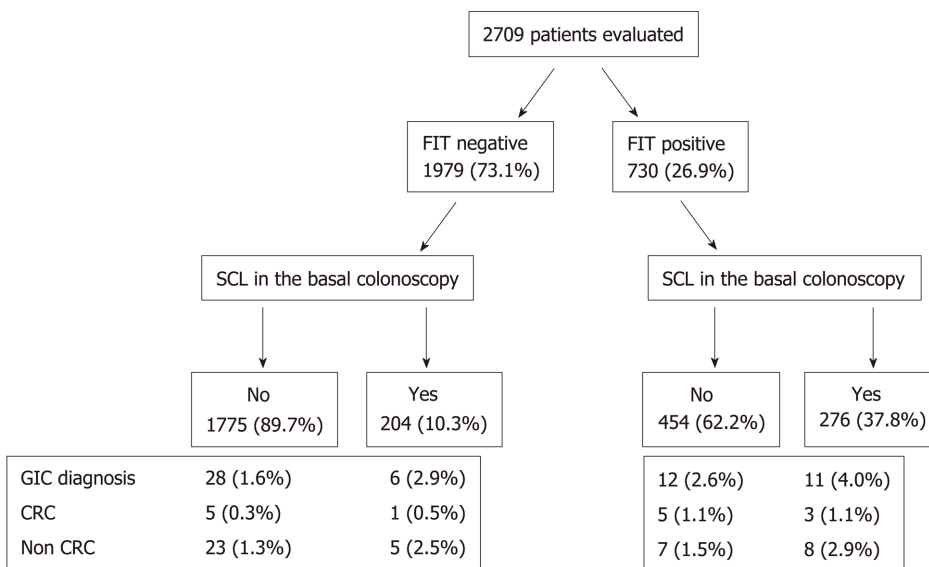 2709 patients evaluated
FIT negative
1979 (73.1%)
FIT positive
730 (26.9%)
SCL in the basal colonoscopy
SCL in the basal colonoscopy
No
1775 (89.7%)
Yes
204 (10.3%)
No
454 (62.2%)
Yes
276 (37.8%)
GIC diagnosis 28 (1.6%) 6 (2.9%) 12 (2.6%) 11 (4.0%)
CRC 5 (0.3%) 1 (0.5%) 5 (1.1%) 3 (1.1%)
Non CRC 23 (1.3%) 5 (2.5%) 7 (1.5%) 8 (2.9%)